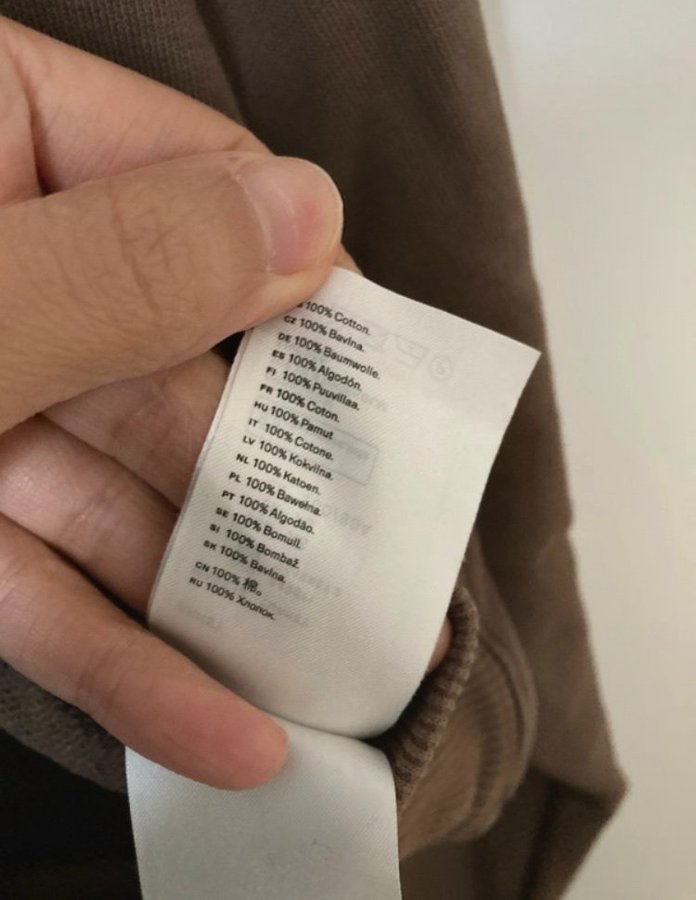 100% Cotton.
CZ 100% Bavlna.
DE 100% Baumwolle.
ES 100% Algodón.
FI 100% Puuvillaa.
FR 100% Coton.
HU 100% Pamut
IT 100% Cotone.
LV 100% Kokvilna.
NL 100% Katoen.
PL 100% Bawełna.
PT 100% Algodão.
SE 100% Bomull.
SI 100% Bombaž.
SK 100% Bavlna.
CN 100% 棉。
RU 100% Хлопок.